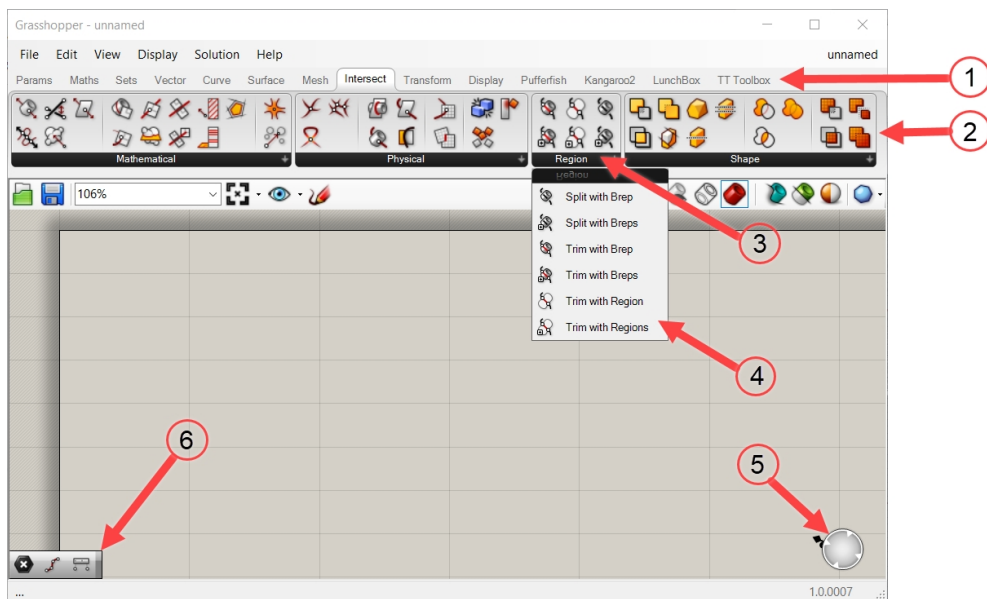 Grasshopper - unnamed
File Edit View Display Solution Help unnamed
Params Maths Sets Vector Curve Surface Mesh Intersect Transform Display Pufferfish Kangaroo2 LunchBox TT Toolbox
1
2
Mathematical Physical Region Shape
Region
106%
Split with Brep
Split with Breps
3
Trim with Brep
Trim with Breps
Trim with Region
Trim with Regions
4
6
5
...
1.0.0007